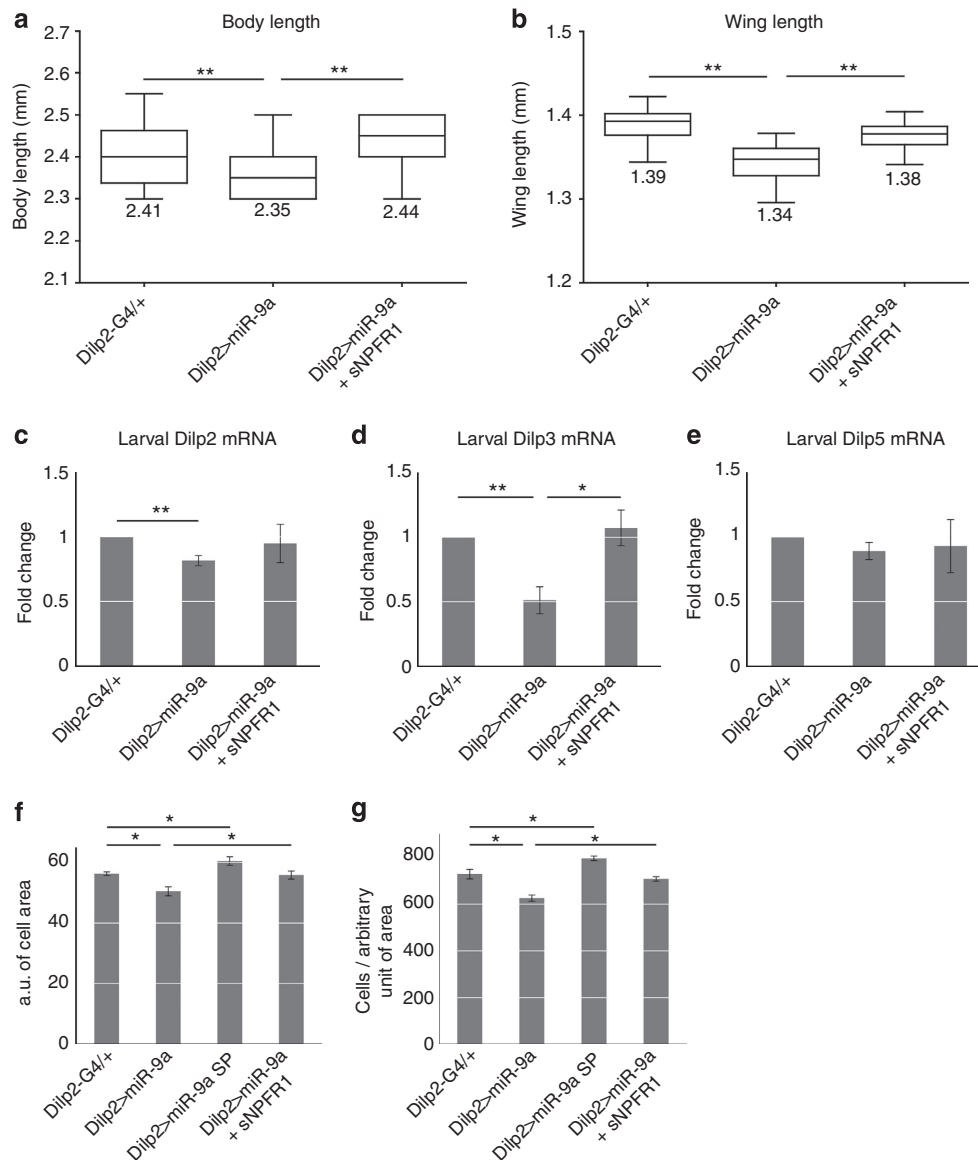 a
Body length
2.7
2.6
2.5
2.4
2.3
2.2
2.1
Body length (mm)
**
**
2.41
2.35
2.44
Dilp2-G4/+
Dilp2>miR-9a
Dilp2>miR-9a
+ sNPFR1
b
Wing length
1.5
1.4
1.3
1.2
Wing length (mm)
**
**
1.39
1.34
1.38
Dilp2-G4/+
Dilp2>miR-9a
Dilp2>miR-9a
+ sNPFR1
c
Larval Dilp2 mRNA
1.5
1
0.5
0
Fold change
**
Dilp2-G4/+
Dilp2>miR-9a
Dilp2>miR-9a
+ sNPFR1
d
Larval Dilp3 mRNA
1.5
1
0.5
0
Fold change
**
*
Dilp2-G4/+
Dilp2>miR-9a
Dilp2>miR-9a
+ sNPFR1
e
Larval Dilp5 mRNA
1.5
1
0.5
0
Fold change
Dilp2-G4/+
Dilp2>miR-9a
Dilp2>miR-9a
+ sNPFR1
f
60
40
20
0
a.u. of cell area
*
*
*
Dilp2-G4/+
Dilp2>miR-9a
Dilp2>miR-9a SP
Dilp2>miR-9a
+ sNPFR1
g
800
600
400
200
0
Cells / arbitrary
unit of area
*
*
*
Dilp2-G4/+
Dilp2>miR-9a
Dilp2>miR-9a SP
Dilp2>miR-9a
+ sNPFR1